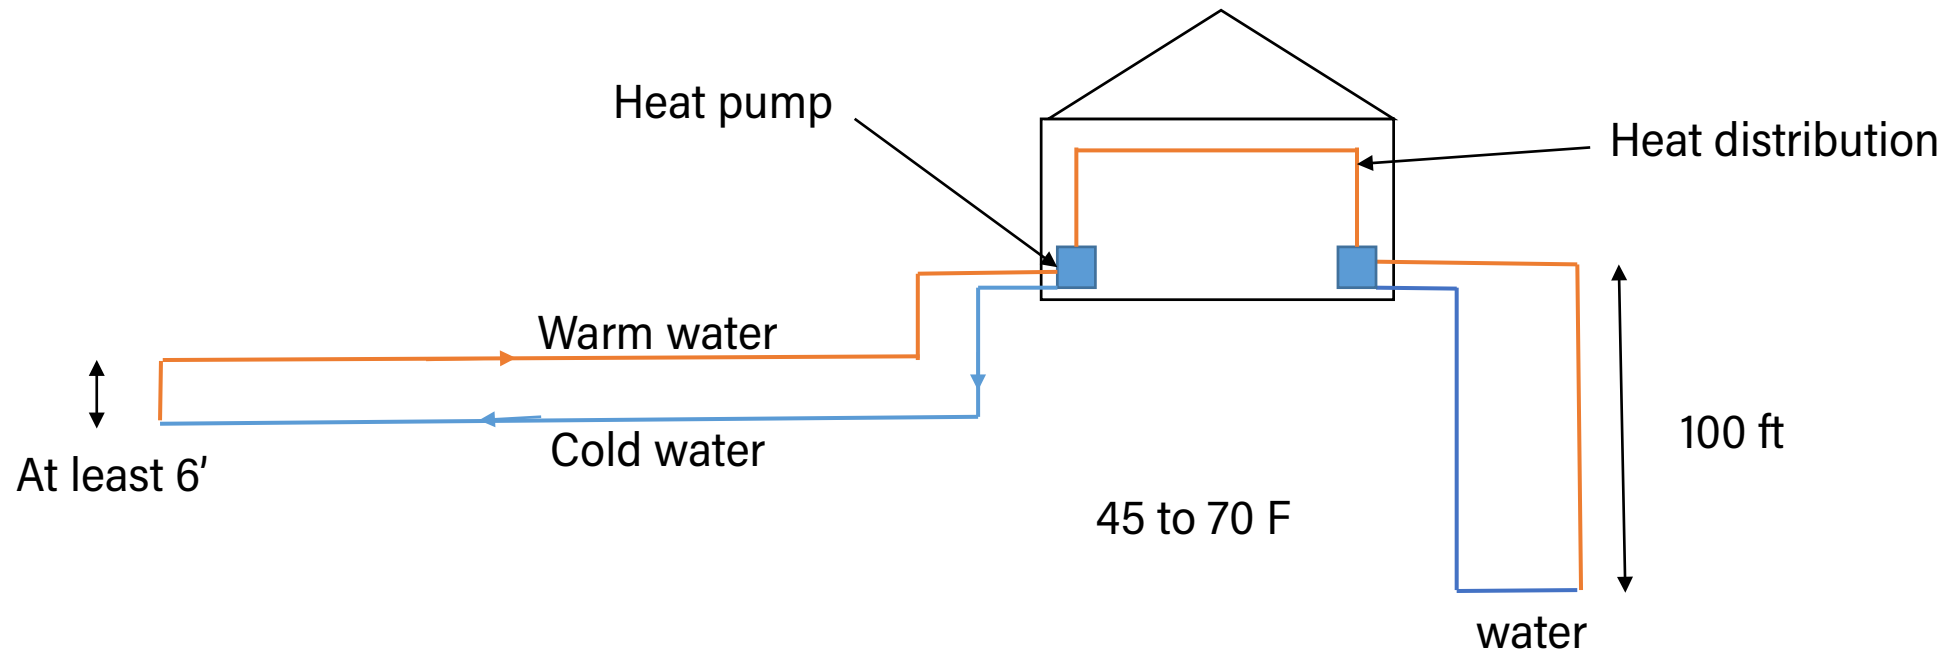 Heat pump
Heat distribution
Warm water
Cold water
At least 6'
45 to 70 F
100 ft
water